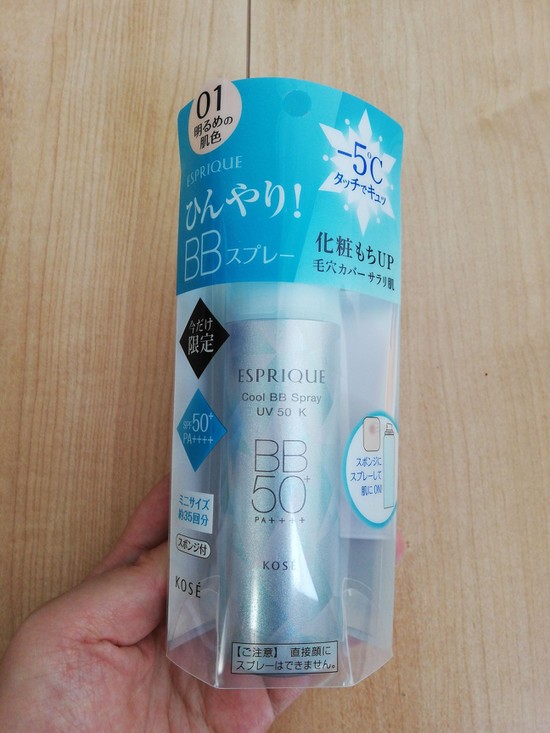 01
明るめの
肌色
ESPRIQUE
ひんやり!
BBスプレー
-5℃
タッチでキュッ
化粧もちUP
毛穴カバー サラリ肌
今だけ
限定
SPF50+
PA++++
ミニサイズ
約35回分
スポンジ付
KOSÉ
ESPRIQUE
Cool BB Spray
UV 50 K
BB
50+
PA++++
KOSÉ
スポンジに
スプレーして
肌にON!
【ご注意】 直接顔に
スプレーはできません。